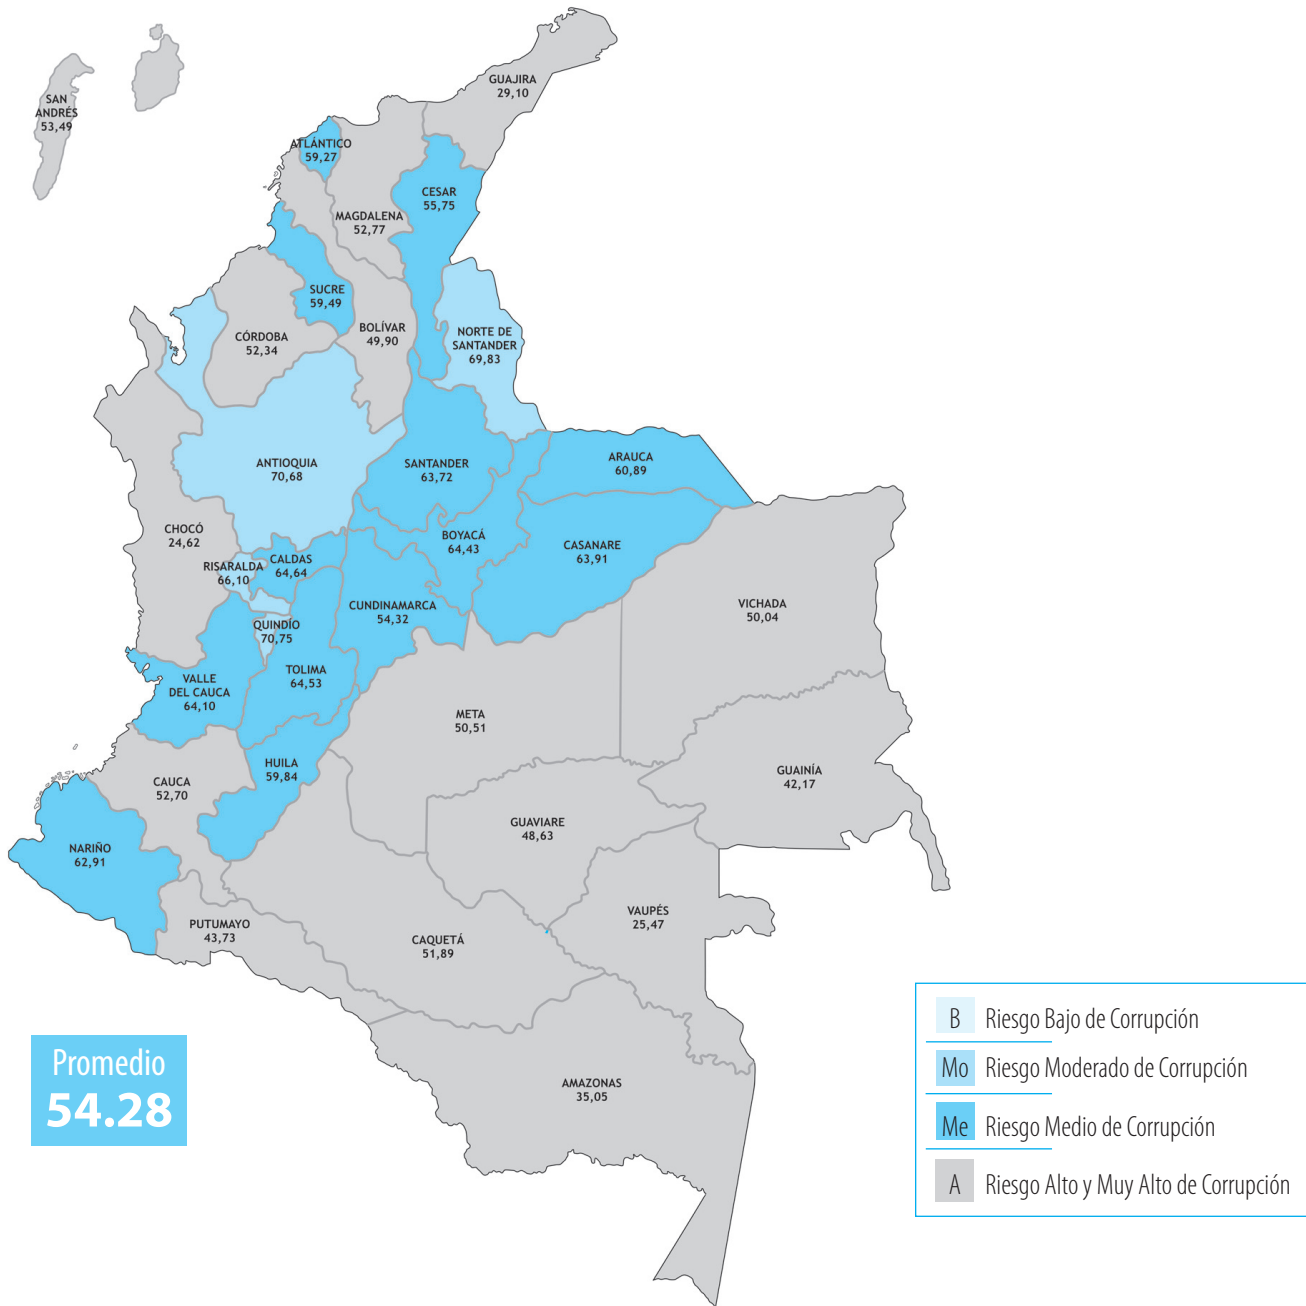 GUAJIRA
29,10
SAN
ANDRÉS
53,49
ATLÁNTICO
59,27
CESAR
55,75
MAGDALENA
52,77
SUCRE
59,49
BOLÍVAR
49,90
CÓRDOBA
52,34
NORTE DE
SANTANDER
69,83
ANTIOQUIA
70,68
SANTANDER
63,72
ARAUCA
60,89
CHOCÓ
24,62
BOYACÁ
64,43
CASANARE
63,91
RISARALDA
66,10
CALDAS
64,64
CUNDINAMARCA
54,32
VICHADA
50,04
QUINDÍO
70,75
TOLIMA
64,53
VALLE
DEL CAUCA
64,10
META
50,51
HUILA
59,84
GUAINÍA
42,17
CAUCA
52,70
GUAVIARE
48,63
NARIÑO
62,91
VAUPÉS
25,47
PUTUMAYO
43,73
CAQUETÁ
51,89
AMAZONAS
35,05
Promedio
54.28
B Riesgo Bajo de Corrupción
Mo Riesgo Moderado de Corrupción
Me Riesgo Medio de Corrupción
A Riesgo Alto y Muy Alto de Corrupción